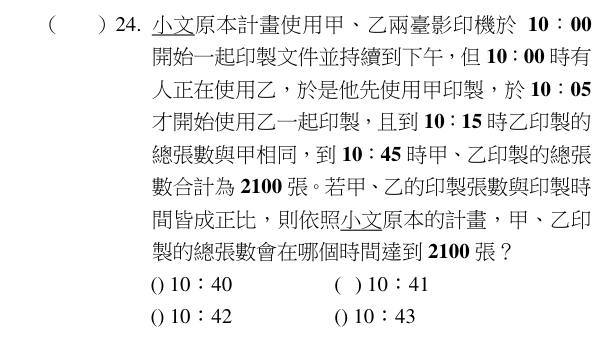 (　　) 24. 小文原本計畫使用甲、乙兩臺影印機於 10：00
開始一起印製文件並持續到下午，但 10：00 時有
人正在使用乙，於是他先使用甲印製，於 10：05
才開始使用乙一起印製，且到 10：15 時乙印製的
總張數與甲相同，到 10：45 時甲、乙印製的總張
數合計為 2100 張。若甲、乙的印製張數與印製時
間皆成正比，則依照小文原本的計畫，甲、乙印
製的總張數會在哪個時間達到 2100 張？
() 10：40　　( ) 10：41
() 10：42　　() 10：43